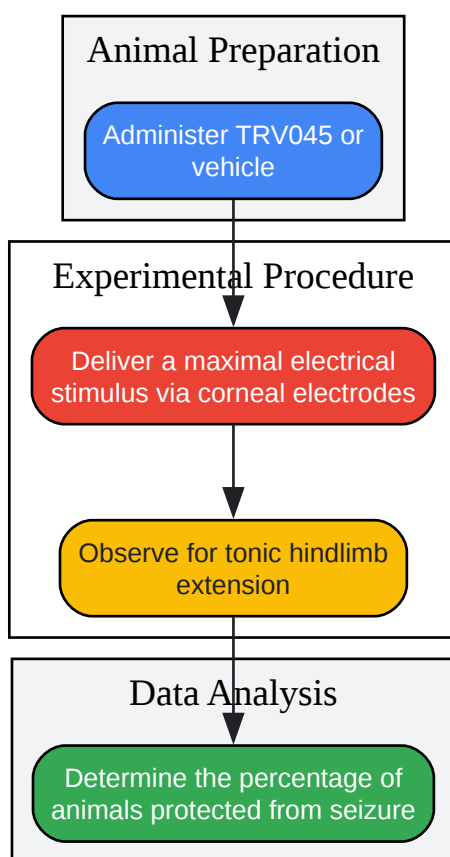 Animal Preparation
Administer TRV045 or
vehicle
Experimental Procedure
Deliver a maximal electrical
stimulus via corneal electrodes
Observe for tonic hindlimb
extension
Data Analysis
Determine the percentage of
animals protected from seizure